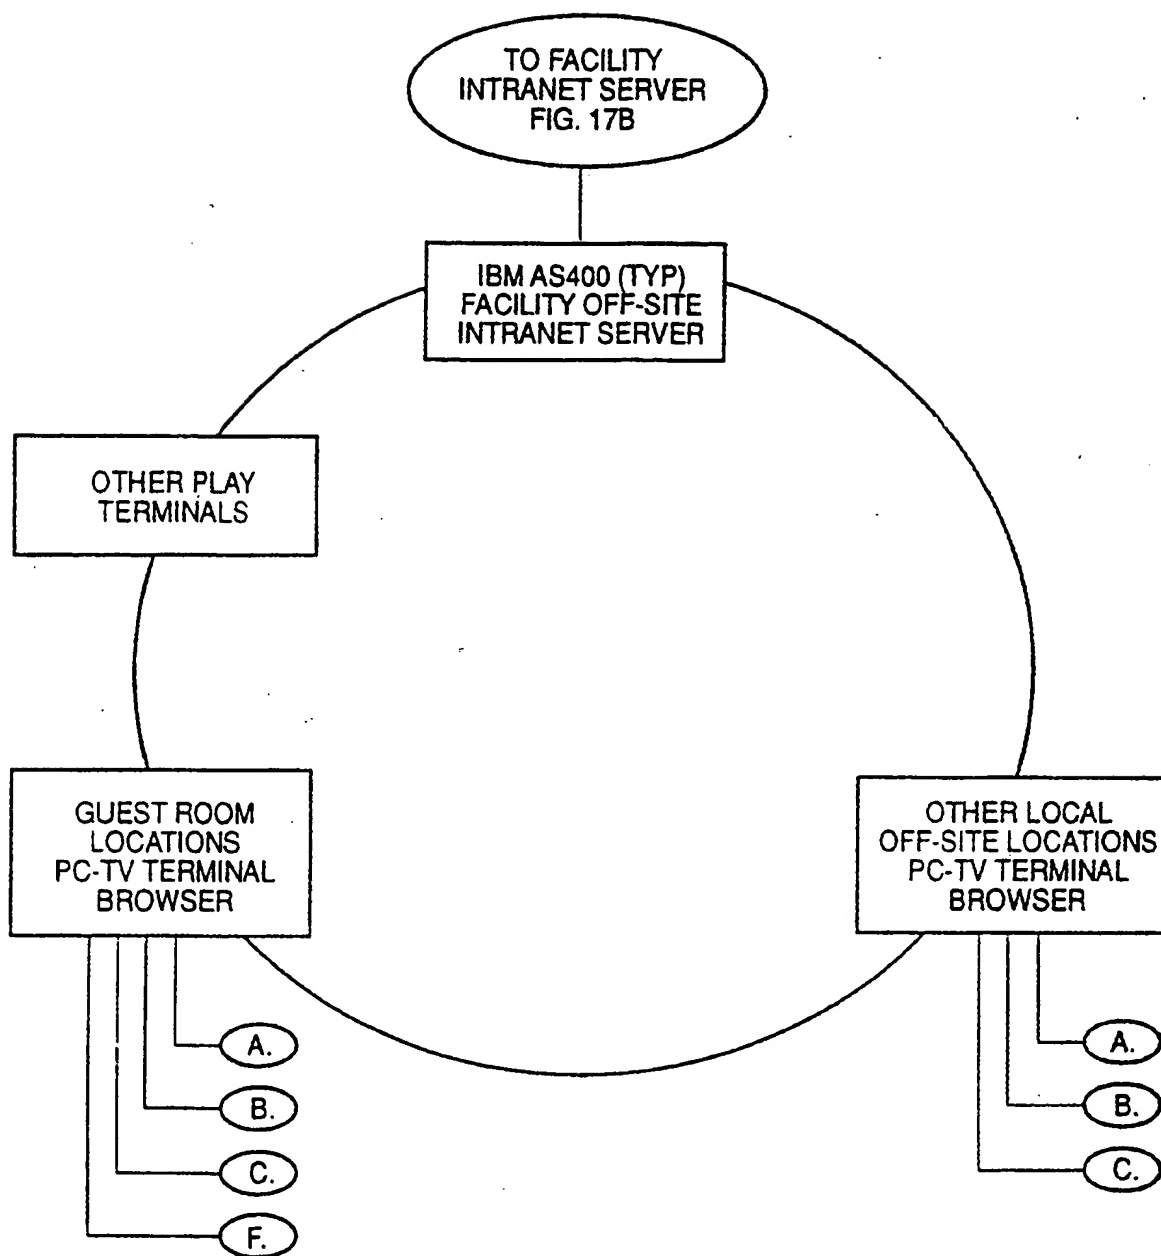 TO FACILITY
INTRANET SERVER
FIG. 17B
IBM AS400 (TYP)
FACILITY OFF-SITE
INTRANET SERVER
OTHER PLAY
TERMINALS
GUEST ROOM
LOCATIONS
PC-TV TERMINAL
BROWSER
A.
B.
C.
F.
OTHER LOCAL
OFF-SITE LOCATIONS
PC-TV TERMINAL
BROWSER
A.
B.
C.